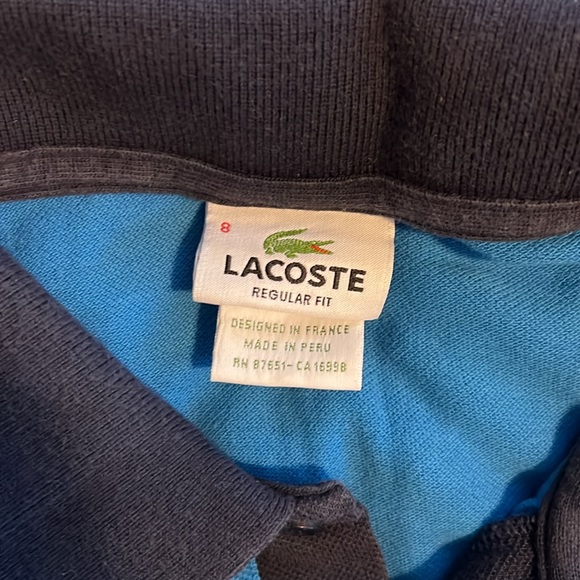 8
LACOSTE
REGULAR FIT
DESIGNED IN FRANCE
MADE IN PERU
RN 87651-CA 16998